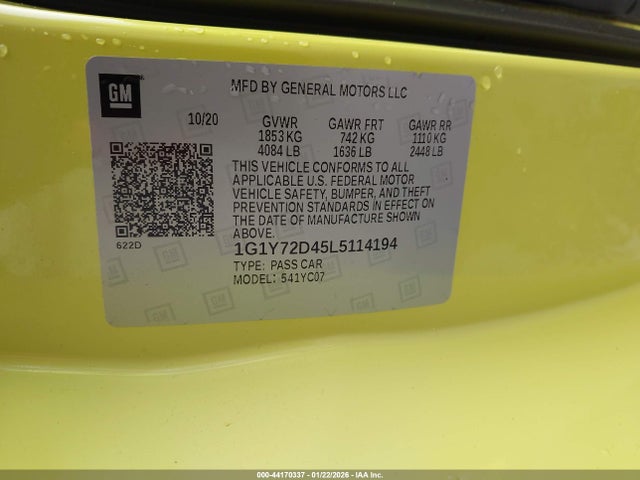 GM
MFD BY GENERAL MOTORS LLC
10/20 GVWR GAWR FRT GAWR RR
1853 KG 742 KG 1110 KG
4084 LB 1636 LB 2448 LB
THIS VEHICLE CONFORMS TO ALL
APPLICABLE U.S. FEDERAL MOTOR
VEHICLE SAFETY, BUMPER, AND THEFT
PREVENTION STANDARDS IN EFFECT ON
THE DATE OF MANUFACTURE SHOWN
ABOVE.
622D
1G1Y72D45L5114194
TYPE: PASS CAR
MODEL: 541YC07
000-44170337 - 01/22/2026 - IAA Inc.